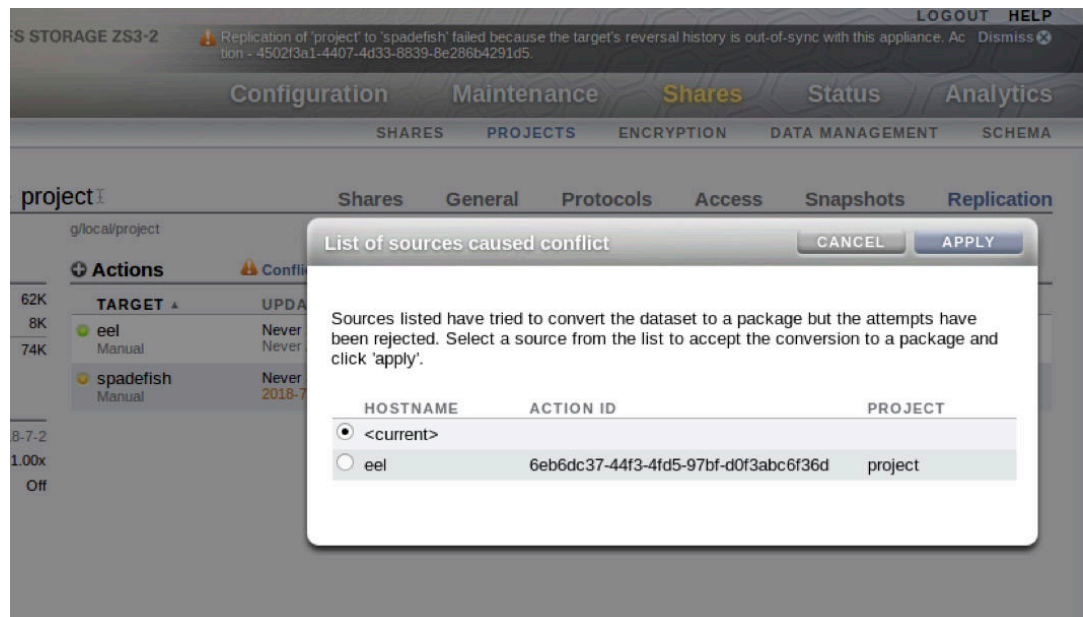 LOGOUT HELP
FS STORAGE ZS3-2
Replication of 'project' to 'spadefish' failed because the target's reversal history is out-of-sync with this appliance. Ac Dismiss
tion - 4502f3a1-4407-4d33-8839-8e286b4291d5.
Configuration Maintenance Shares Status Analytics
SHARES PROJECTS ENCRYPTION DATA MANAGEMENT SCHEMA
project Shares General Protocols Access Snapshots Replication
g/local/project
List of sources caused conflict CANCEL APPLY
Actions Confli
62K TARGET UPDA
8K eel Never
74K Manual Never
spadefish Never
Manual 2018-7
Sources listed have tried to convert the dataset to a package but the attempts have
been rejected. Select a source from the list to accept the conversion to a package and
click 'apply'.
HOSTNAME ACTION ID PROJECT
8-7-2 <current>
1.00x eel 6eb6dc37-44f3-4fd5-97bf-d0f3abc6f36d project
Off